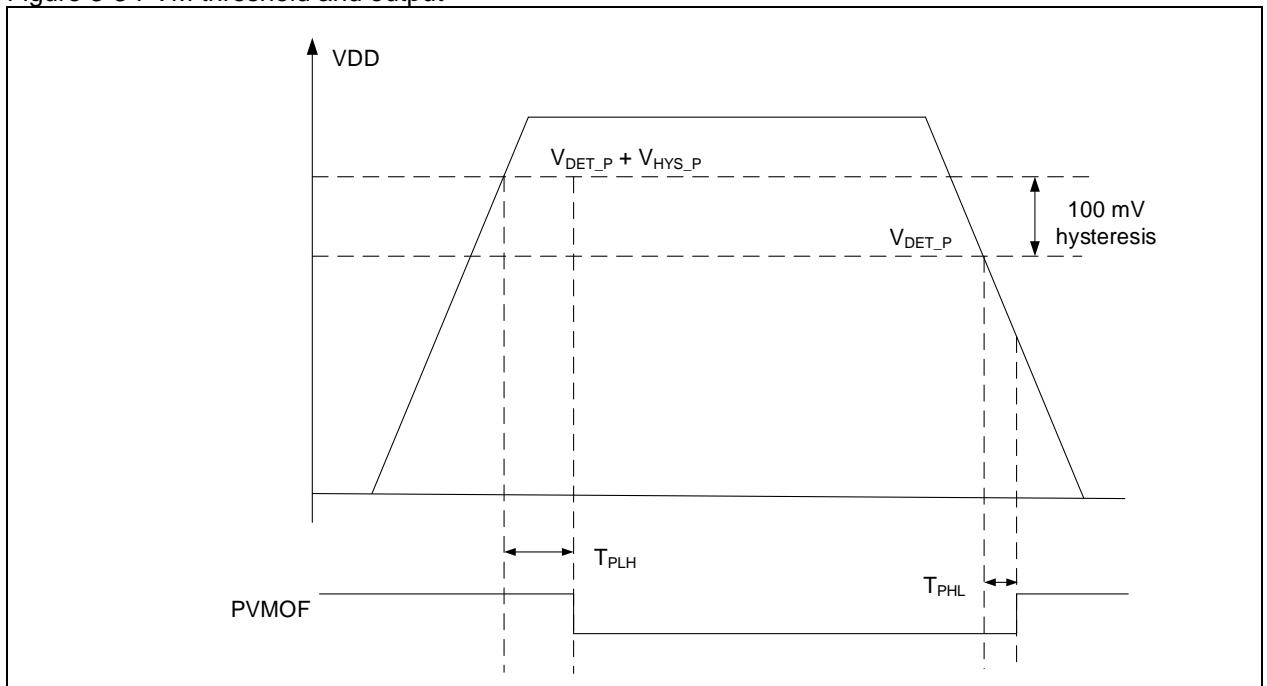 VDD
V_DET_P + V_HYS_P
100 mV
hysteresis
V_DET_P
T_PLH
T_PHL
PVMOF